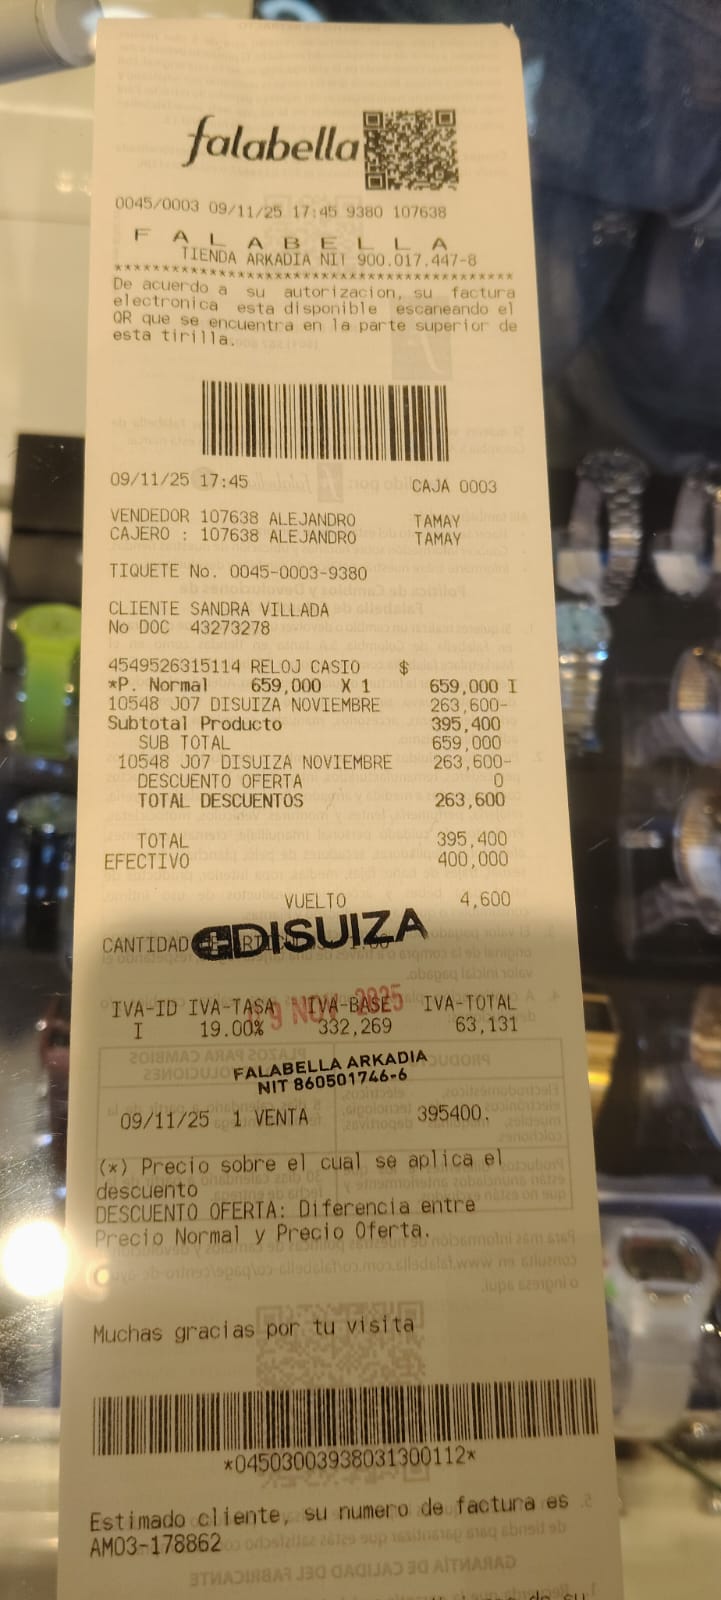 falabella
0045/0003 09/11/25 17:45 9380 107638
F A L A B E L L A
TIENDA ARKADIA NI! 900.017.447-8
****************************************************
De acuerdo a su autorizacion, su factura
electronica esta disponible escaneando el
QR que se encuentra en la parte superior de
esta tirilla.
09/11/25 17:45 CAJA 0003
VENDEDOR 107638 ALEJANDRO TAMAY
CAJERO : 107638 ALEJANDRO TAMAY
TIQUETE No. 0045-0003-9380
CLIENTE SANDRA VILLADA
No DOC 43273278
4549526315114 RELOJ CASIO $
*P. Normal 659,000 X 1 659,000 I
10548 J07 DISUIZA NOVIEMBRE 263,600-
Subtotal Producto 395,400
SUB TOTAL 659,000
10548 J07 DISUIZA NOVIEMBRE 263,600-
DESCUENTO OFERTA 0
TOTAL DESCUENTOS 263,600
TOTAL 395,400
EFECTIVO 400,000
VUELTO 4,600
CANTIDAD
DISUIZA
IVA-ID IVA-TASA IVA-BASE IVA-TOTAL
I 19.00% 332,269 63,131
9 NOV 2025
FALABELLA ARKADIA
NIT 860501746-6
09/11/25 1 VENTA 395400.
(*) Precio sobre el cual se aplica el
descuento
DESCUENTO OFERTA: Diferencia entre
Precio Normal y Precio Oferta.
Muchas gracias por tu visita
*04503003938031300112*
Estimado cliente, su numero de factura es
AM03-178862